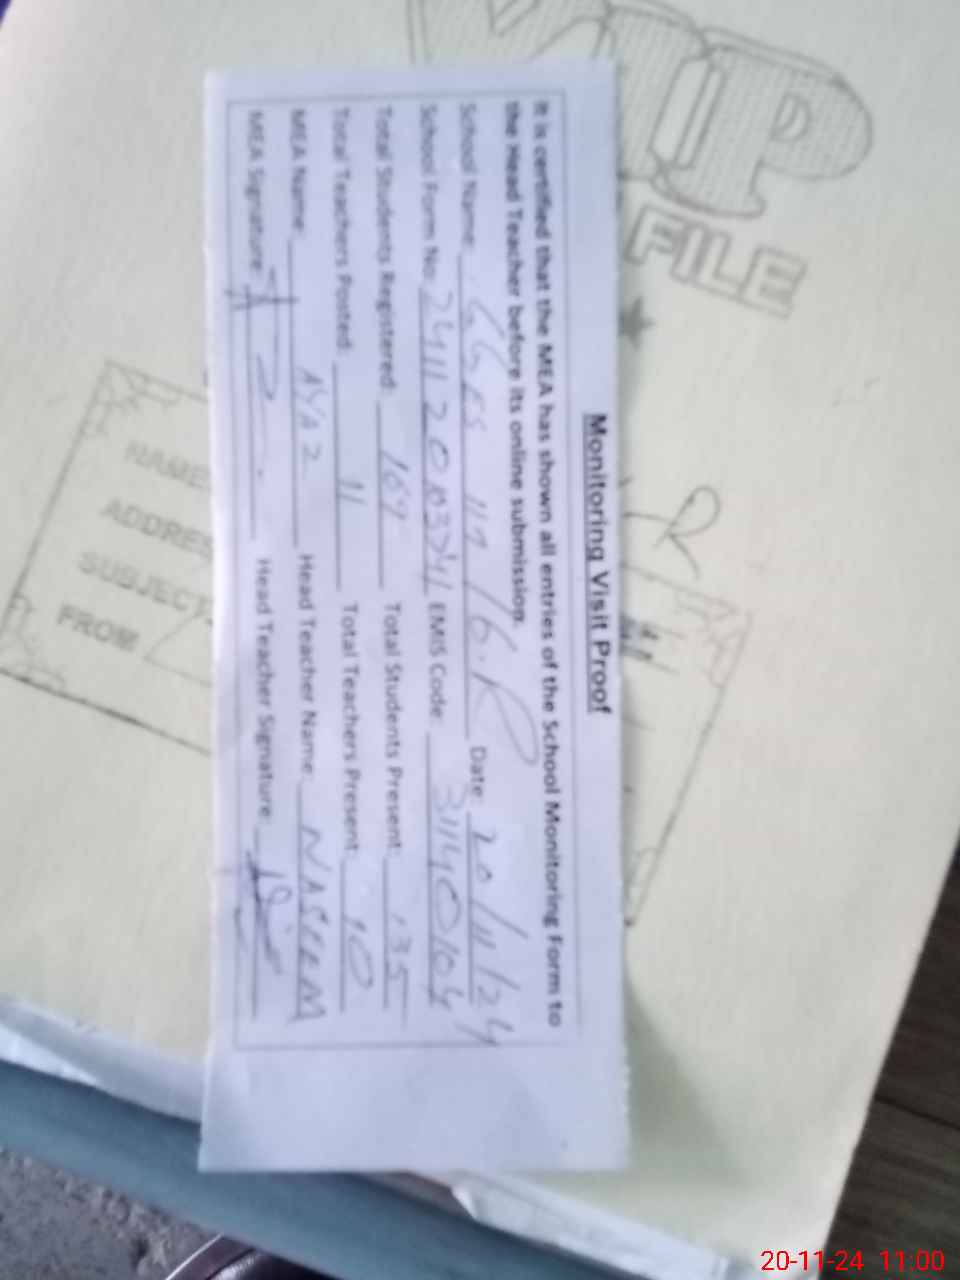 VIP
FILE
NAME
ADDRES
SUBJECT
FROM
Monitoring Visit Proof
It is certified that the MEA has shown all entries of the School Monitoring Form to
the Head Teacher before its online submission.
School Name: GGES 117/6.R Date: 20/11/24
School Form No: EMIS Code: 31140104
Total Students Registered: 169 Total Students Present: 135
Total Teachers Posted: 11 Total Teachers Present: 10
MEA Name: AYAZ Head Teacher Name: NASEEM
MEA Signature: Head Teacher Signature:
20-11-24 11:00